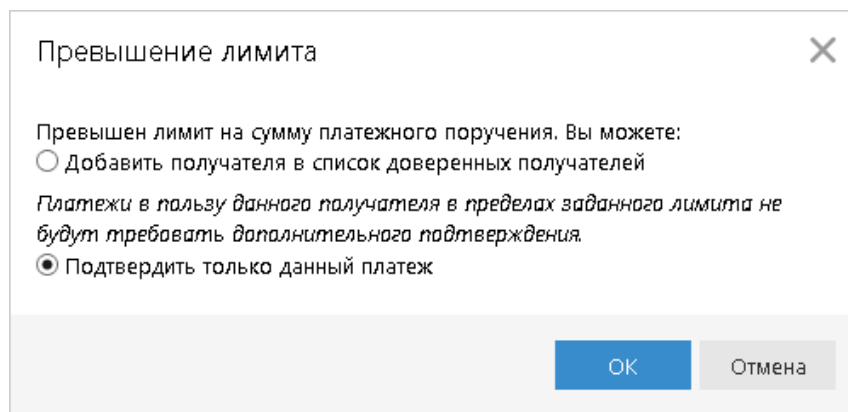 Превышение лимита
Превышен лимит на сумму платежного поручения. Вы можете:
Добавить получателя в список доверенных получателей
Платежи в пользу данного получателя в пределах заданного лимита не
будут требовать дополнительного подтверждения.
Подтвердить только данный платеж
ОК
Отмена